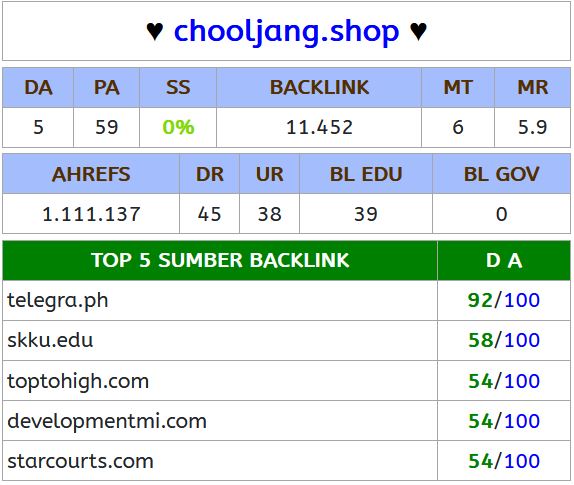 ♥ chooljang.shop ♥
DA PA SS BACKLINK MT MR
5 59 0% 11.452 6 5.9
AHREFS DR UR BL EDU BL GOV
1.111.137 45 38 39 0
TOP 5 SUMBER BACKLINK D A
telegra.ph 92/100
skku.edu 58/100
toptohigh.com 54/100
developmentmi.com 54/100
starcourts.com 54/100